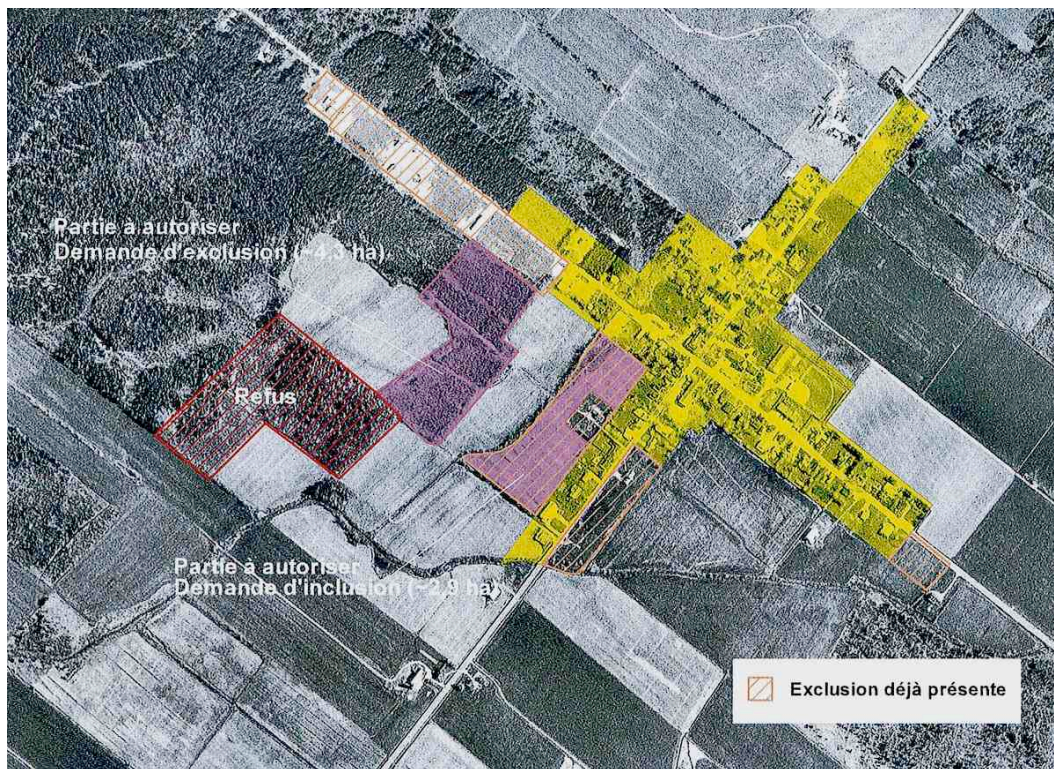 Partie à autoriser
Demande d'exclusion (~4.3 ha)
Refus
Partie à autoriser
Demande d'inclusion (~2.9 ha)
Exclusion déjà présente